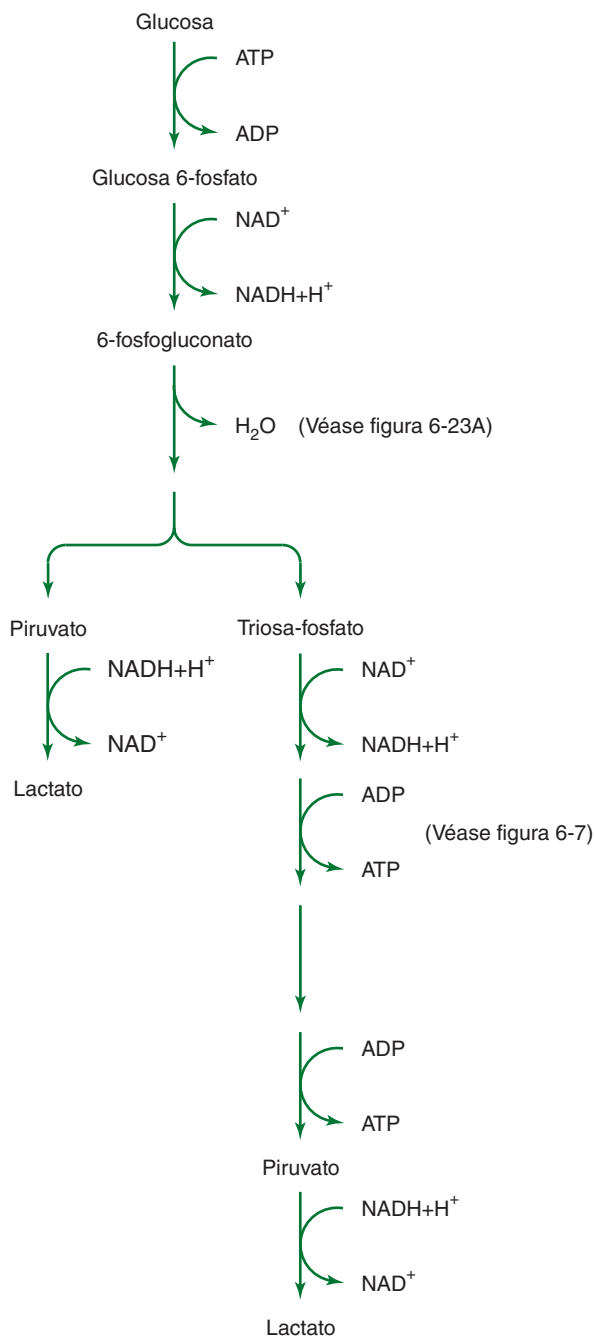 Glucosa
ATP
ADP
Glucosa 6-fosfato
NAD⁺
NADH+H⁺
6-fosfogluconato
H₂O (Véase figura 6-23A)
Piruvato
NADH+H⁺
NAD⁺
Lactato
Triosa-fosfato
NAD⁺
NADH+H⁺
ADP
(Véase figura 6-7)
ATP
ADP
ATP
Piruvato
NADH+H⁺
NAD⁺
Lactato